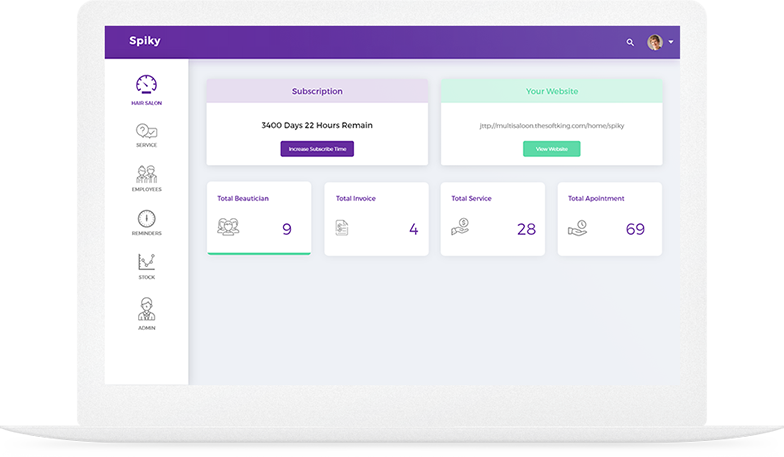 Spiky
HAIR SALON
SERVICE
EMPLOYEES
REMINDERS
STOCK
ADMIN
Subscription
3400 Days 22 Hours Remain
Increase Subscribe Time
Your Website
jttp://multisaloon.thesoftking.com/home/spiky
View Website
Total Beautician
9
Total Invoice
4
Total Service
28
Total Apointment
69